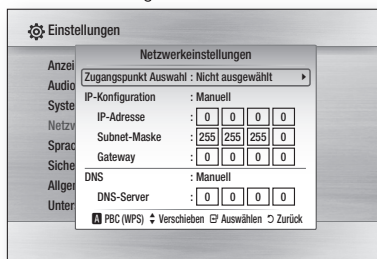 Einstellungen
Netzwerkeinstellungen
Anzei
Zugangspunkt Auswahl : Nicht ausgewählt
Audio
IP-Konfiguration : Manuell
Syste
IP-Adresse : 0 0 0 0
Netzv
Subnet-Maske : 255 255 255 0
Sprac
Gateway : 0 0 0 0
Siche
DNS : Manuell
Allger
DNS-Server : 0 0 0 0
Unter
A PBC (WPS) Verschieben Auswählen Zurück